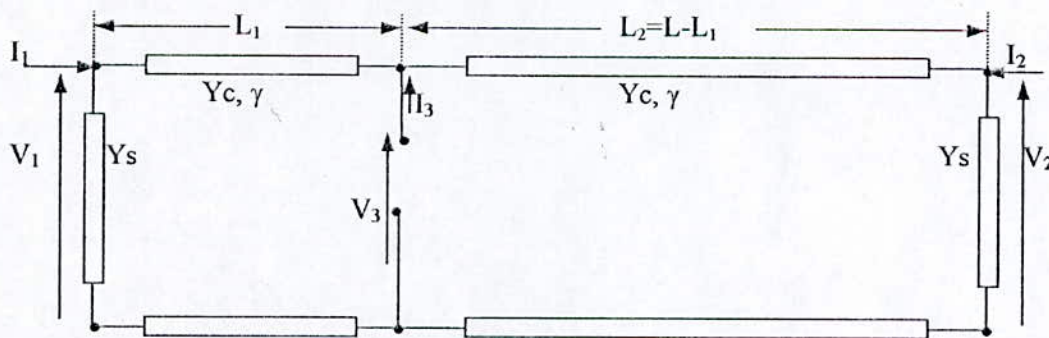 L₁
L₂=L-L₁
I₁
I₂
Yc, γ
I₃
Yc, γ
V₁
Ys
V₃
Ys
V₂